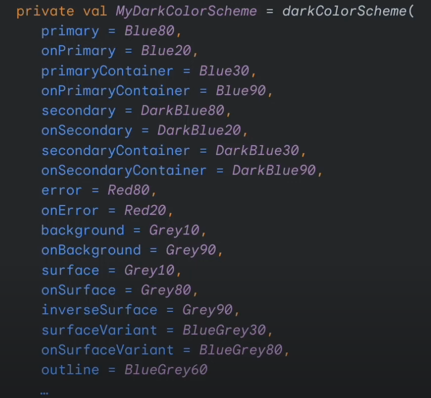 private val MyDarkColorScheme = darkColorScheme(
primary = Blue80,
onPrimary = Blue20,
primaryContainer = Blue30,
onPrimaryContainer = Blue90,
secondary = DarkBlue80,
onSecondary = DarkBlue20,
secondaryContainer = DarkBlue30,
onSecondaryContainer = DarkBlue90,
error = Red80,
onError = Red20,
background = Grey10,
onBackground = Grey90,
surface = Grey10,
onSurface = Grey80,
inverseSurface = Grey90,
surfaceVariant = BlueGrey30,
onSurfaceVariant = BlueGrey80,
outline = BlueGrey60
…